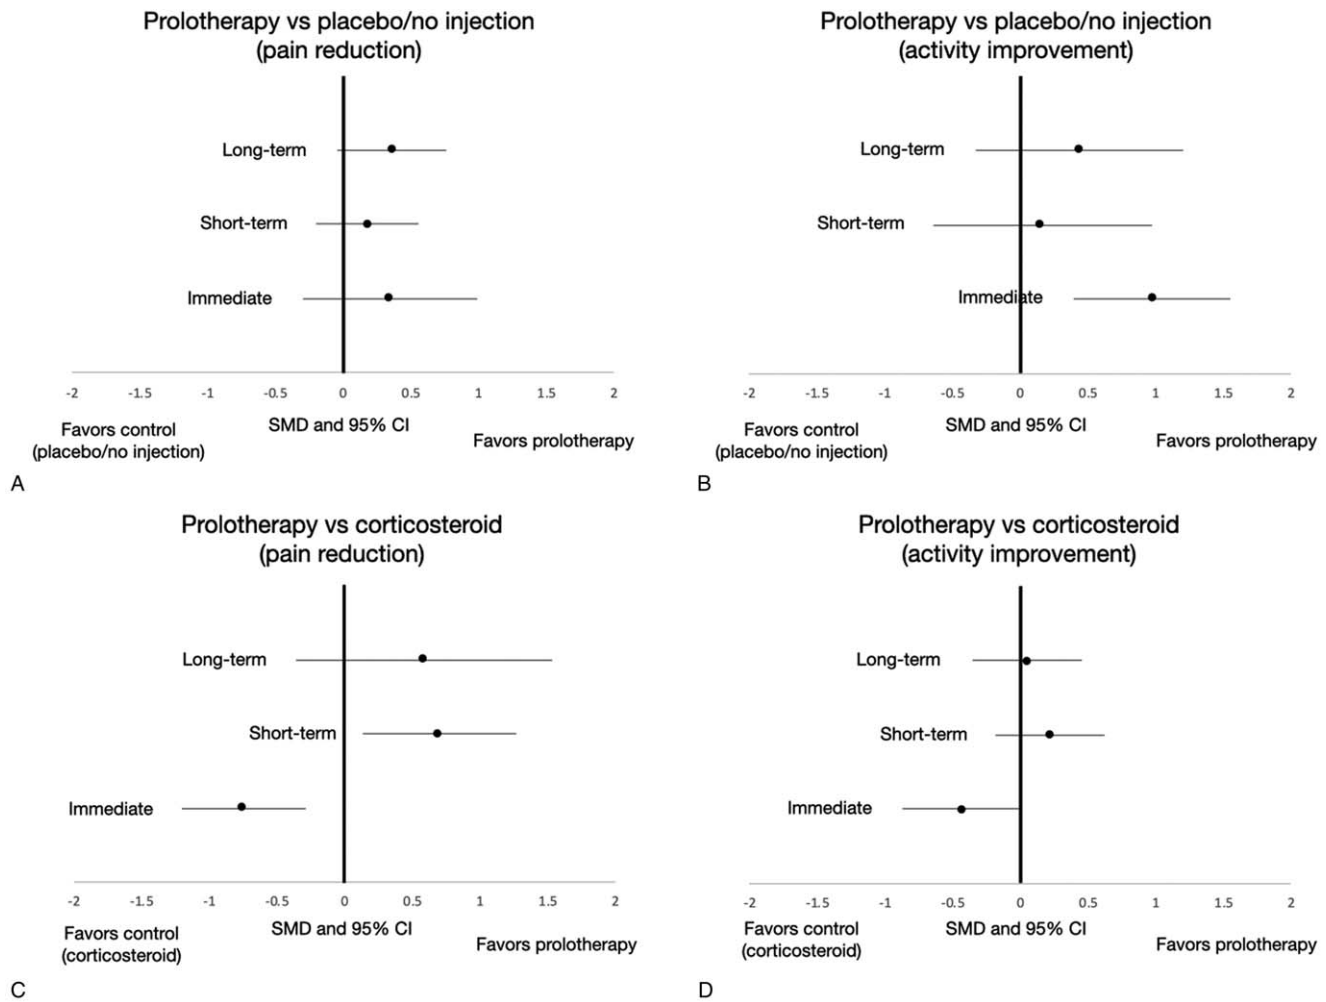 Prolotherapy vs placebo/no injection
(pain reduction)
Long-term
Short-term
Immediate
-2 -1.5 -1 -0.5 0 0.5 1 1.5 2
Favors control
(placebo/no injection)
SMD and 95% CI
Favors prolotherapy
A
Prolotherapy vs placebo/no injection
(activity improvement)
Long-term
Short-term
Immediate
-2 -1.5 -1 -0.5 0 0.5 1 1.5 2
Favors control
(placebo/no injection)
SMD and 95% CI
Favors prolotherapy
B
Prolotherapy vs corticosteroid
(pain reduction)
Long-term
Short-term
Immediate
-2 -1.5 -1 -0.5 0 0.5 1 1.5 2
Favors control
(corticosteroid)
SMD and 95% CI
Favors prolotherapy
C
Prolotherapy vs corticosteroid
(activity improvement)
Long-term
Short-term
Immediate
-2 -1.5 -1 -0.5 0 0.5 1 1.5 2
Favors control
(corticosteroid)
SMD and 95% CI
Favors prolotherapy
D